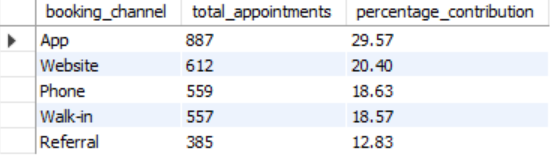 booking_channel total_appointments percentage_contribution
App 887 29.57
Website 612 20.40
Phone 559 18.63
Walk-in 557 18.57
Referral 385 12.83